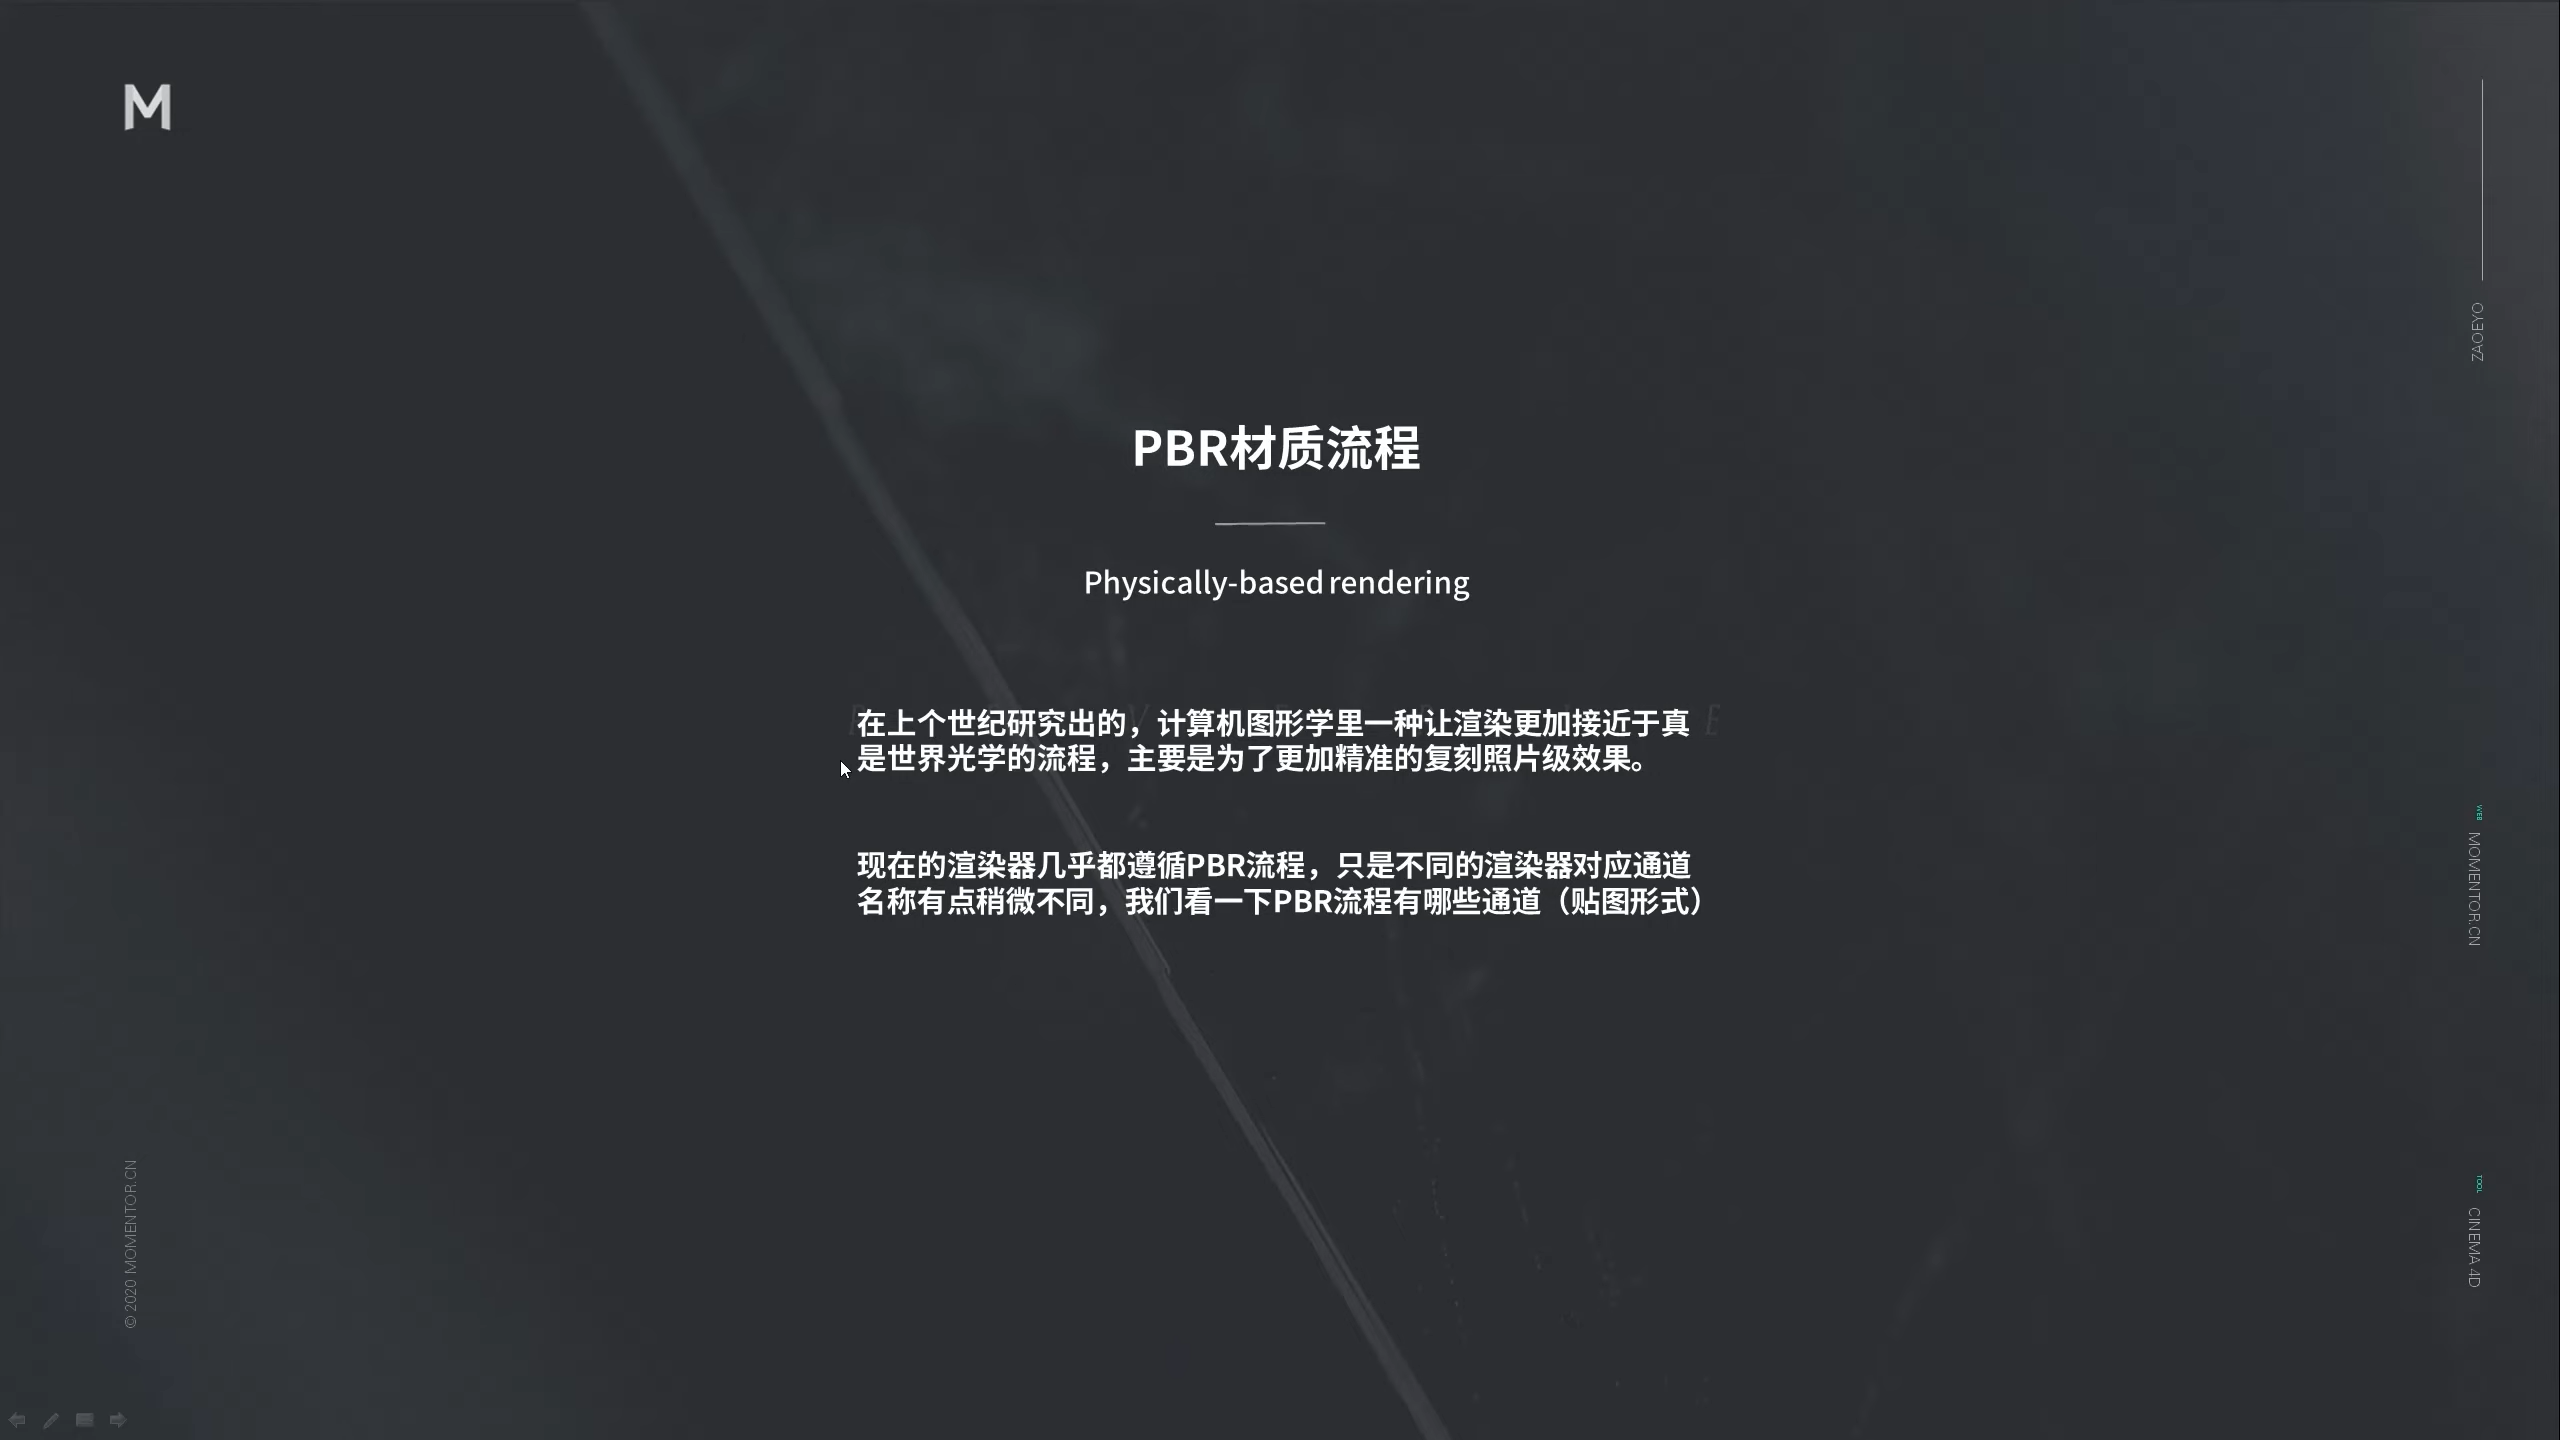 M
ZAOEYO
PBR材质流程
Physically-based rendering
在上个世纪研究出的，计算机图形学里一种让渲染更加接近于真
是世界光学的流程，主要是为了更加精准的复刻照片级效果。
现在的渲染器几乎都遵循PBR流程，只是不同的渲染器对应通道
名称有点稍微不同，我们看一下PBR流程有哪些通道（贴图形式）
WEB MOMENTOR.CN
TOOL CINEMA 4D
© 2020 MOMENTOR.CN